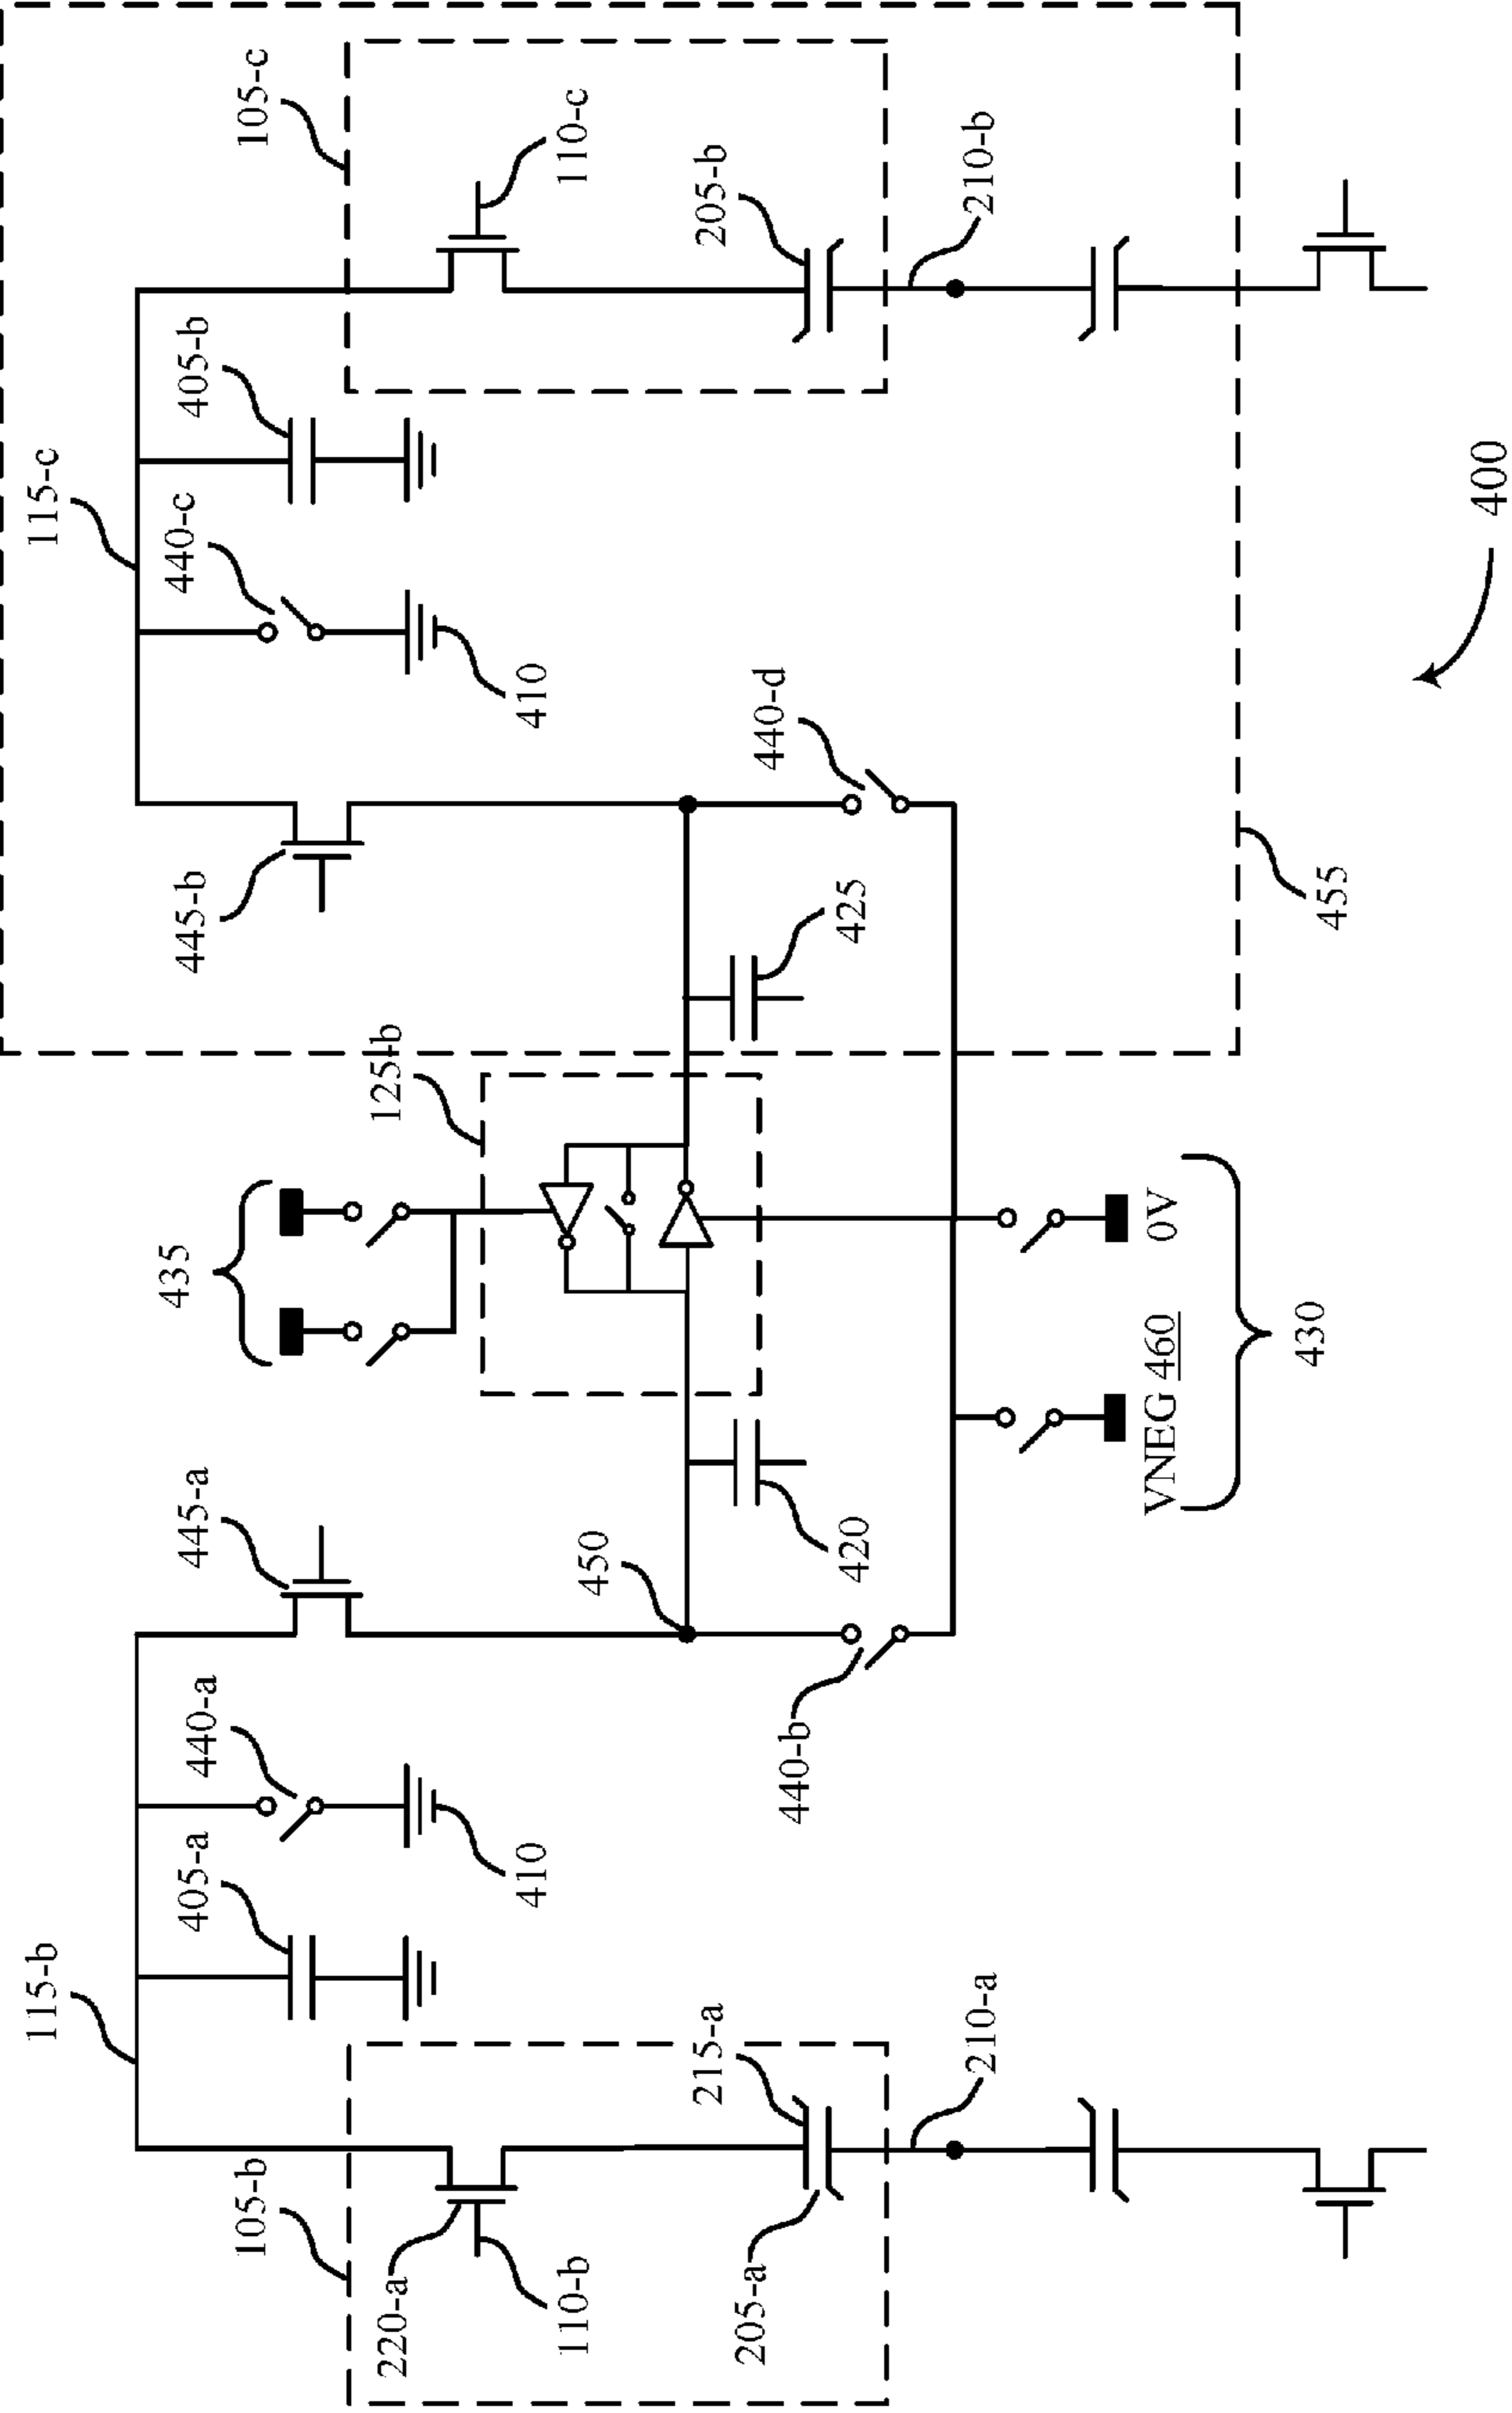 115-b
115-c
435
405-a
440-a
445-a
445-b
440-c
405-b
105-b
105-c
220-a
125-b
410
410
110-b
110-c
450
215-a
205-b
205-a
440-d
440-b
420
425
210-a
210-b
VNEG 460
0V
430
455
400